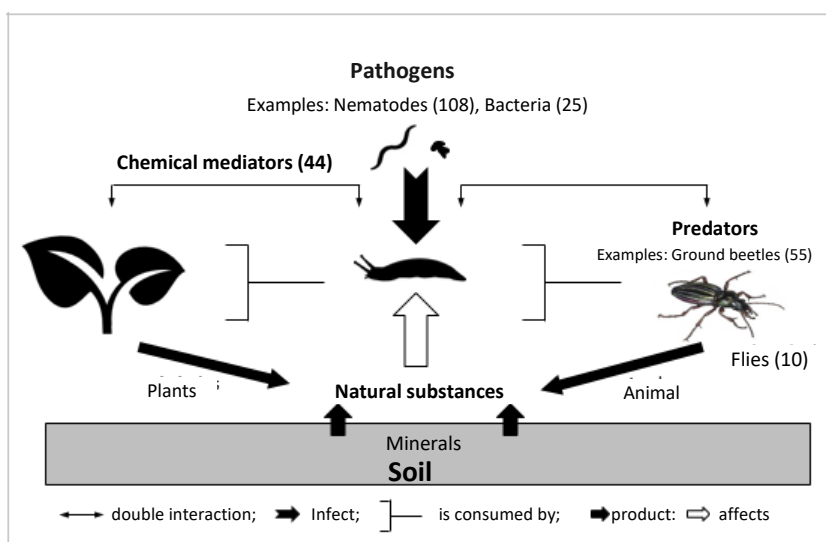 Pathogens
Examples: Nematodes (108), Bacteria (25)
Chemical mediators (44)
Predators
Examples: Ground beetles (55)
Flies (10)
Plants
Natural substances
Animal
Minerals
Soil
double interaction; Infect; is consumed by; product: affects